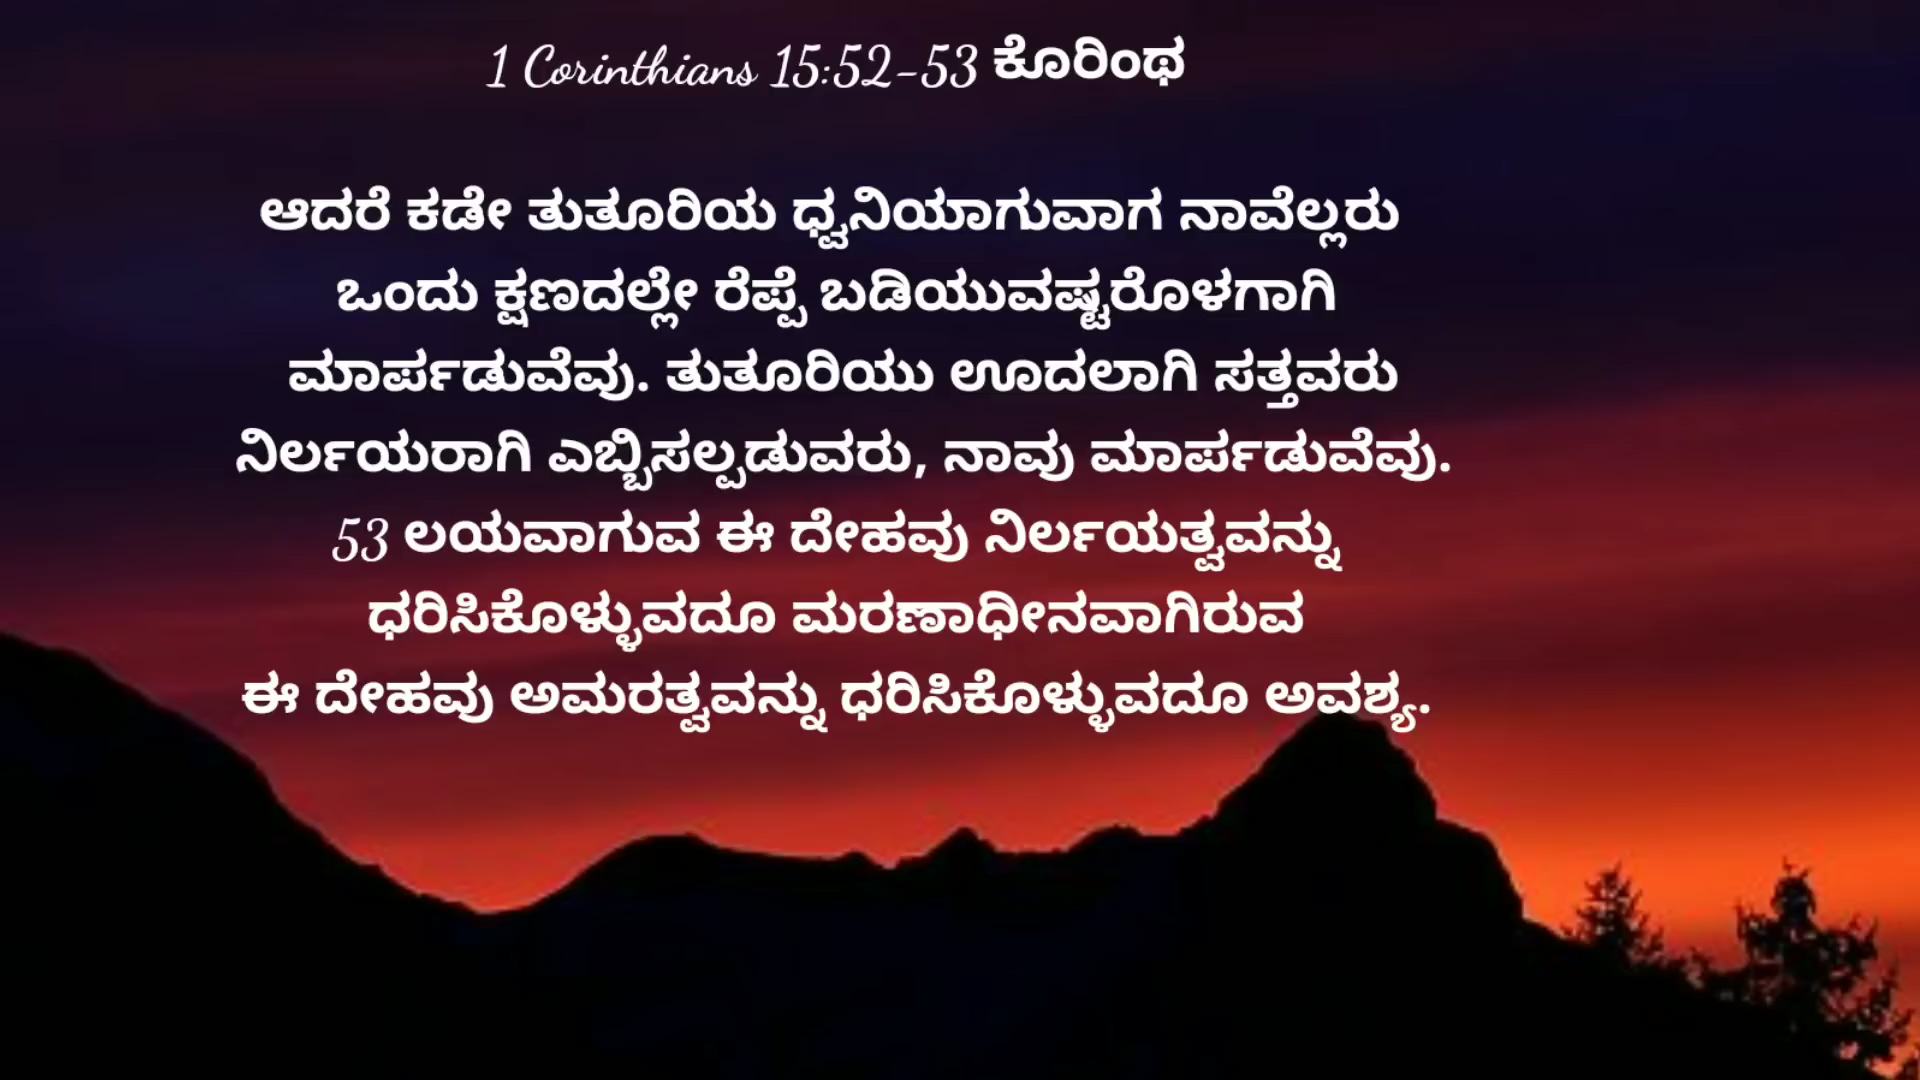 1 Corinthians 15:52-53 ಕೊರಿಂಥ
ಆದರೆ ಕಡೇ ತುತೂರಿಯ ಧ್ವನಿಯಾಗುವಾಗ ನಾವೆಲ್ಲರು
ಒಂದು ಕ್ಷಣದಲ್ಲೇ ರೆಪ್ಪೆ ಬಡಿಯುವಷ್ಟರೊಳಗಾಗಿ
ಮಾರ್ಪಡುವೆವು. ತುತೂರಿಯು ಊದಲಾಗಿ ಸತ್ತವರು
ನಿರ್ಲಯರಾಗಿ ಎಬ್ಬಿಸಲ್ಪಡುವರು, ನಾವು ಮಾರ್ಪಡುವೆವು.
53 ಲಯವಾಗುವ ಈ ದೇಹವು ನಿರ್ಲಯತ್ವವನ್ನು
ಧರಿಸಿಕೊಳ್ಳುವದೂ ಮರಣಾಧೀನವಾಗಿರುವ
ಈ ದೇಹವು ಅಮರತ್ವವನ್ನು ಧರಿಸಿಕೊಳ್ಳುವದೂ ಅವಶ್ಯ.